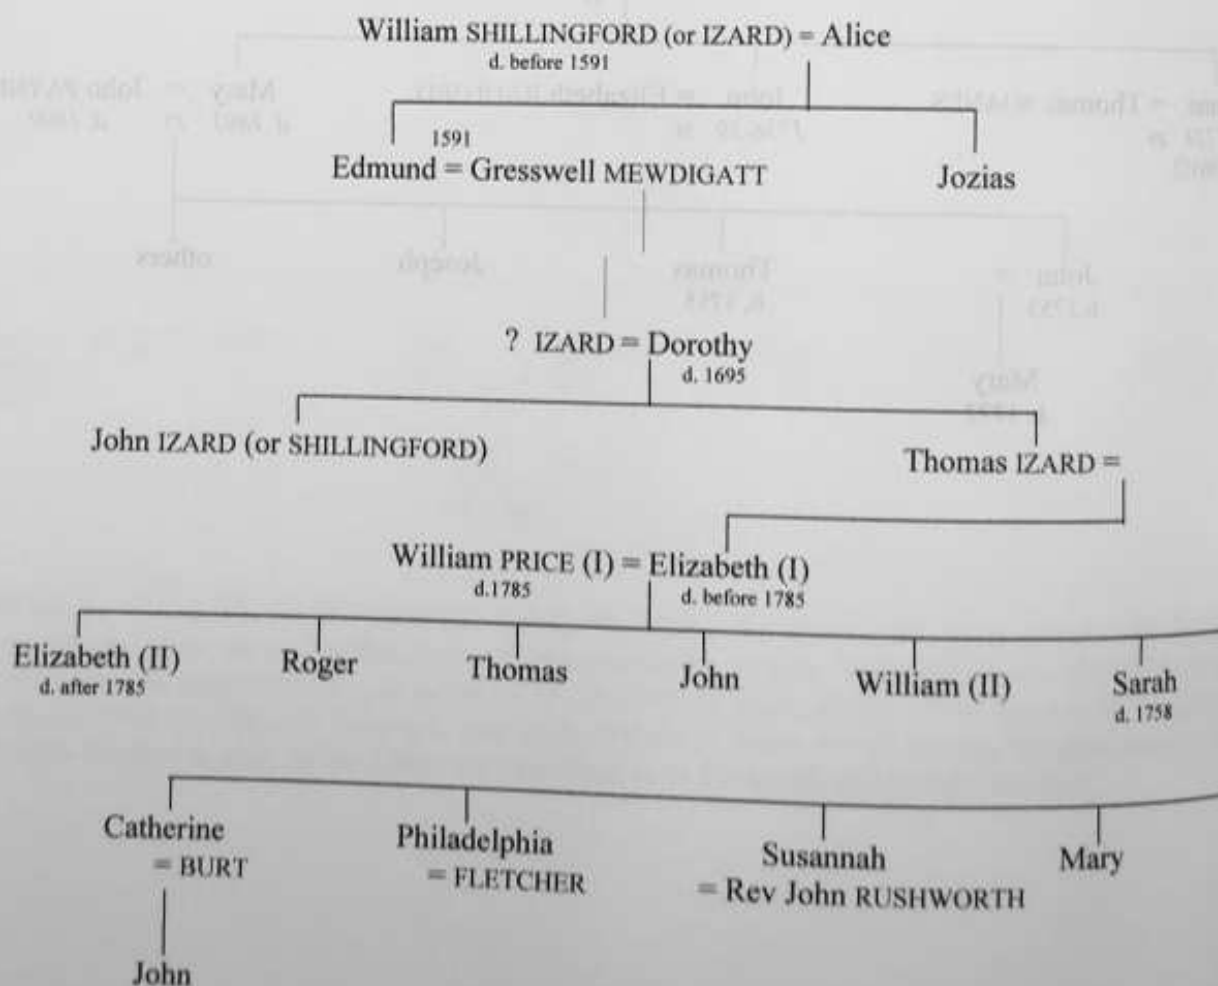 William SHILLINGFORD (or IZARD) = Alice
d. before 1591
1591
Edmund = Gresswell MEWDIGATT
Jozias
? IZARD = Dorothy
d. 1695
John IZARD (or SHILLINGFORD)
Thomas IZARD =
William PRICE (I) = Elizabeth (I)
d.1785
d. before 1785
Elizabeth (II)
d. after 1785
Roger
Thomas
John
William (II)
Sarah
d. 1758
Catherine
= BURT
Philadelphia
= FLETCHER
Susannah
= Rev John RUSHWORTH
Mary
John